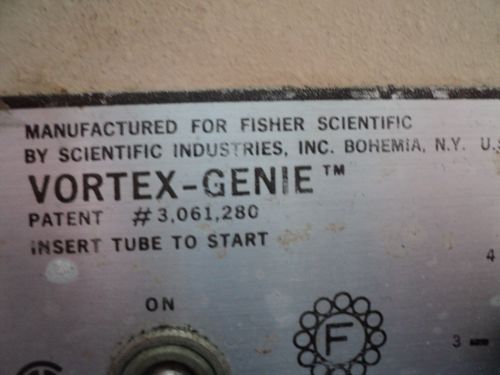 MANUFACTURED FOR FISHER SCIENTIFIC
BY SCIENTIFIC INDUSTRIES, INC. BOHEMIA, N.Y. U.S
VORTEX-GENIE™
PATENT #3,061,280
INSERT TUBE TO START
4
ON
F
3